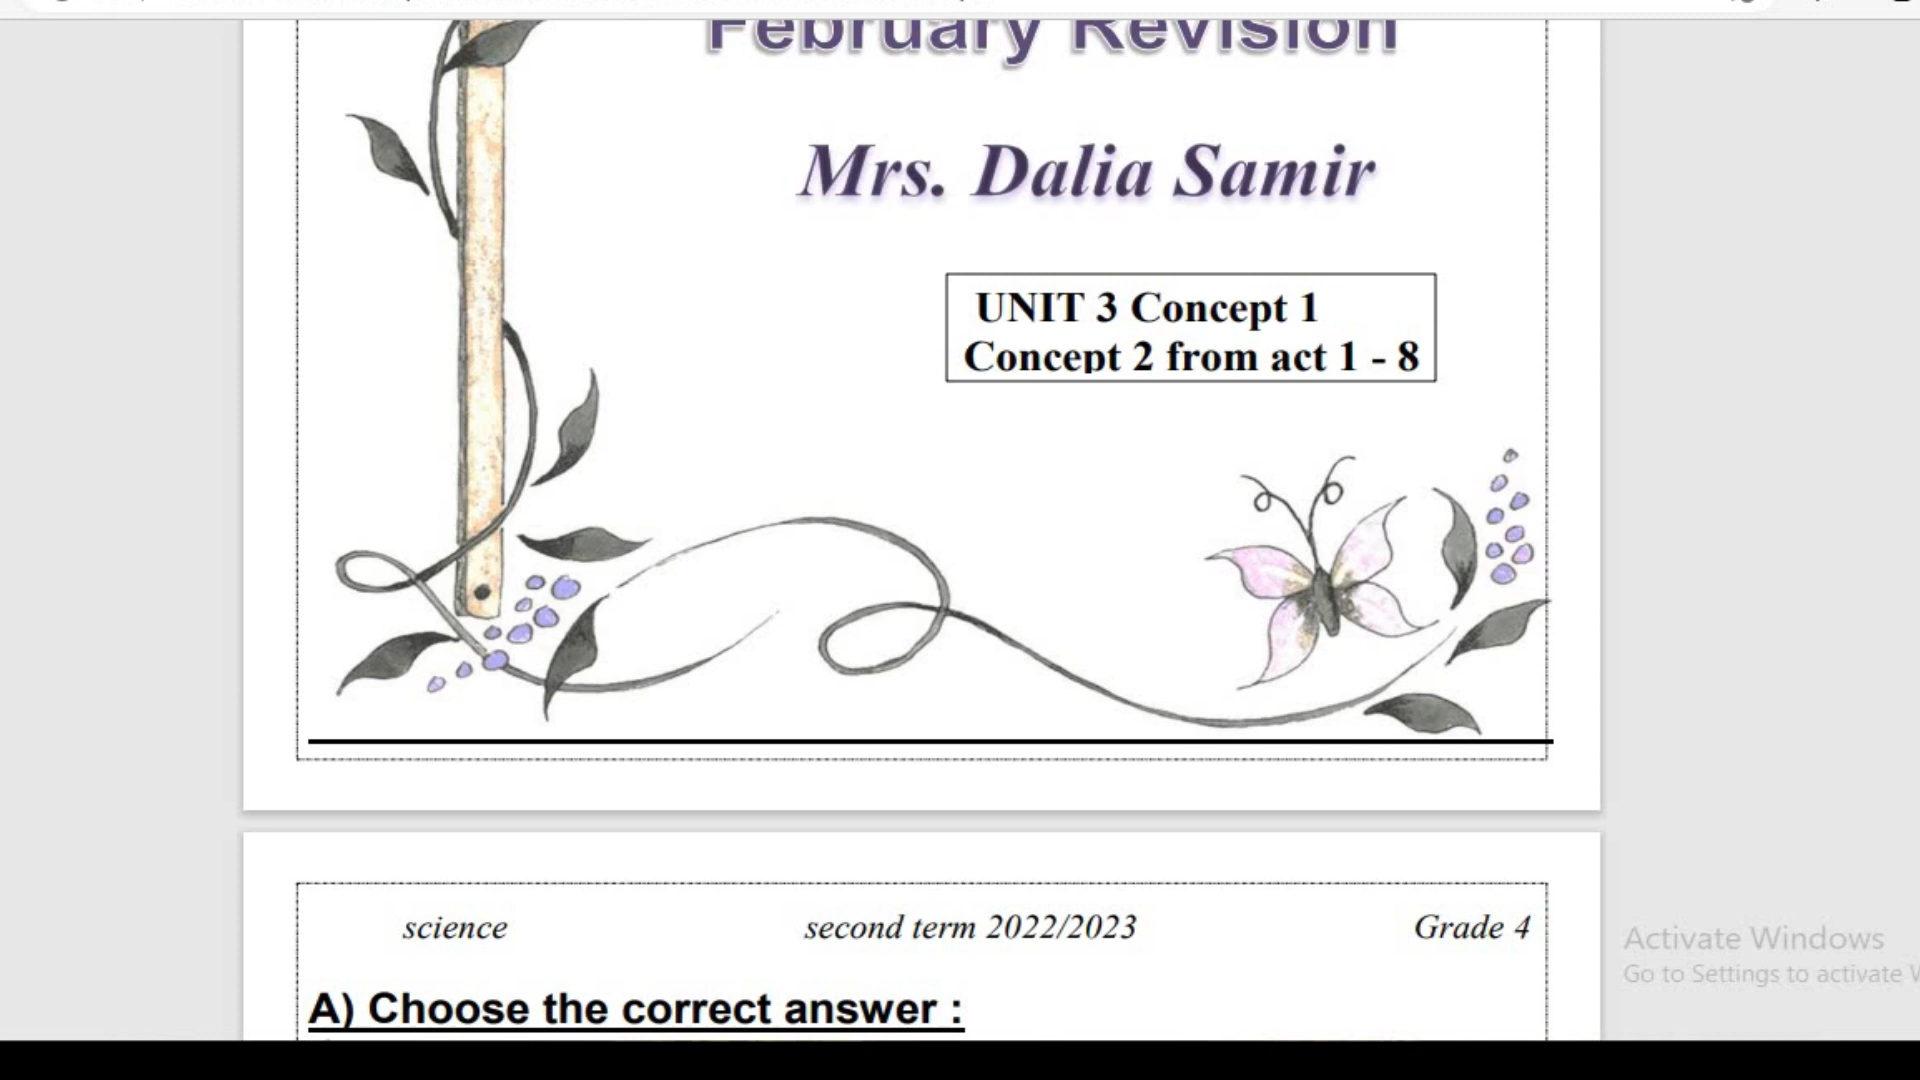 February Revision
Mrs. Dalia Samir
UNIT 3 Concept 1
Concept 2 from act 1 - 8
science second term 2022/2023 Grade 4
A) Choose the correct answer :
Activate Windows
Go to Settings to activate